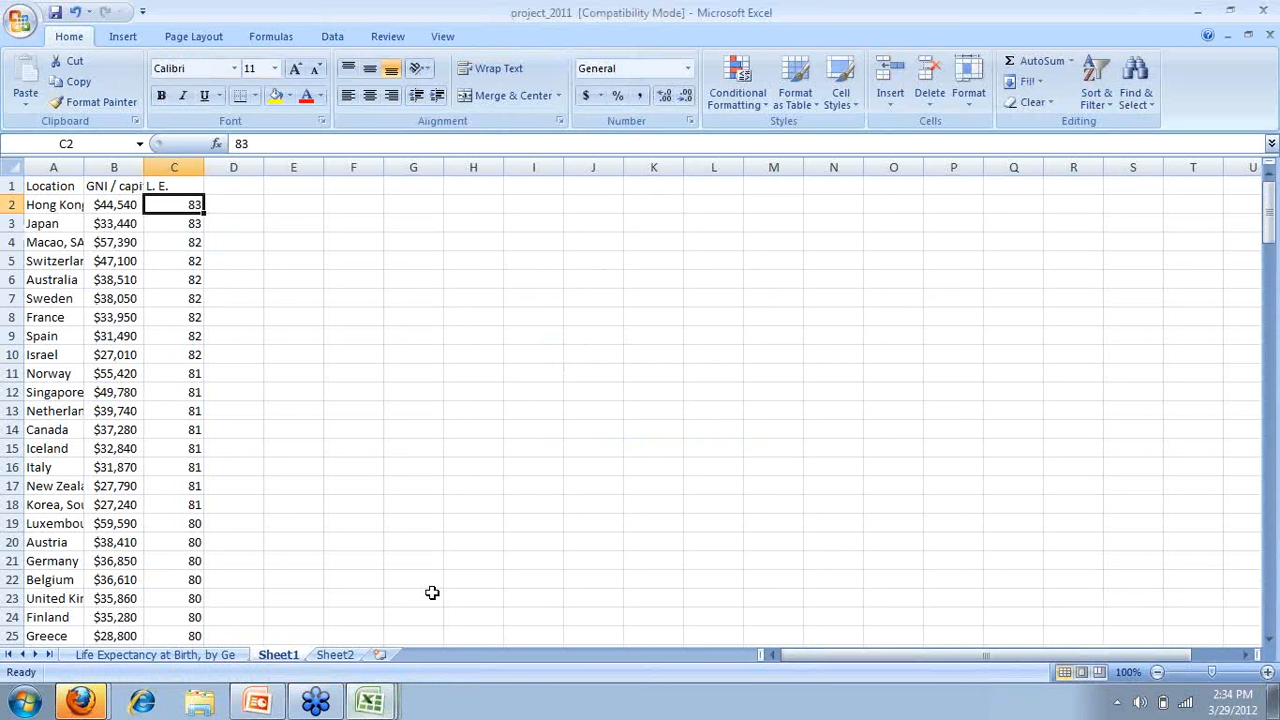 project_2011 [Compatibility Mode] - Microsoft Excel
Home Insert Page Layout Formulas Data Review View
Paste
Cut
Copy
Format Painter
Clipboard
Calibri 11
B I U
Font
Wrap Text
Merge & Center
Alignment
General
$ % ,
Number
Conditional Formatting
Format as Table
Cell Styles
Styles
Insert Delete Format
Cells
AutoSum
Fill
Clear
Sort & Filter
Find & Select
Editing
C2 fx 83
A B C D E F G H I J K L M N O P Q R S T U
1 Location GNI / capi L. E.
2 Hong Kong $44,540 83
3 Japan $33,440 83
4 Macao, SA $57,390 82
5 Switzerlan $47,100 82
6 Australia $38,510 82
7 Sweden $38,050 82
8 France $33,950 82
9 Spain $31,490 82
10 Israel $27,010 82
11 Norway $55,420 81
12 Singapore $49,780 81
13 Netherlan $39,740 81
14 Canada $37,280 81
15 Iceland $32,840 81
16 Italy $31,870 81
17 New Zeala $27,790 81
18 Korea, Sou $27,240 81
19 Luxembou $59,590 80
20 Austria $38,410 80
21 Germany $36,850 80
22 Belgium $36,610 80
23 United Kin $35,860 80
24 Finland $35,280 80
25 Greece $28,800 80
Life Expectancy at Birth, by Ge Sheet1 Sheet2
Ready 100%
2:34 PM
3/29/2012